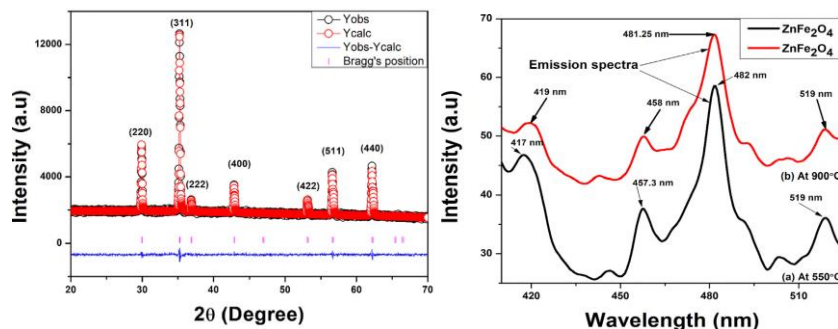 Yobs
Ycalc
Yobs-Ycalc
Bragg's position
(311)
(220)
(222)
(400)
(422)
(511)
(440)
12000
8000
4000
0
20 30 40 50 60 70
Intensity (a.u)
2θ (Degree)
ZnFe2O4
ZnFe2O4
481.25 nm
Emission spectra
482 nm
419 nm
458 nm
519 nm
417 nm
(b) At 900°C
457.3 nm
519 nm
(a) At 550°C
70
60
50
40
30
420 450 480 510
Intensity (a.u)
Wavelength (nm)